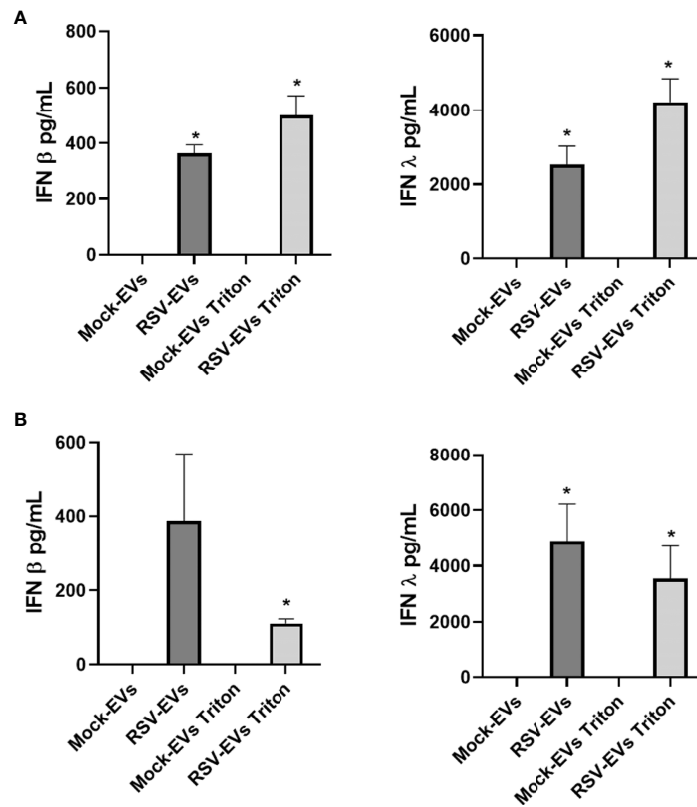 A
IFN β pg/mL
800
600
400
200
0
*
*
Mock-EVs
RSV-EVs
Mock-EVs Triton
RSV-EVs Triton
IFN λ pg/mL
6000
4000
2000
0
*
*
Mock-EVs
RSV-EVs
Mock-EVs Triton
RSV-EVs Triton
B
IFN β pg/mL
600
400
200
0
*
Mock-EVs
RSV-EVs
Mock-EVs Triton
RSV-EVs Triton
IFN λ pg/mL
8000
6000
4000
2000
0
*
*
Mock-EVs
RSV-EVs
Mock-EVs Triton
RSV-EVs Triton